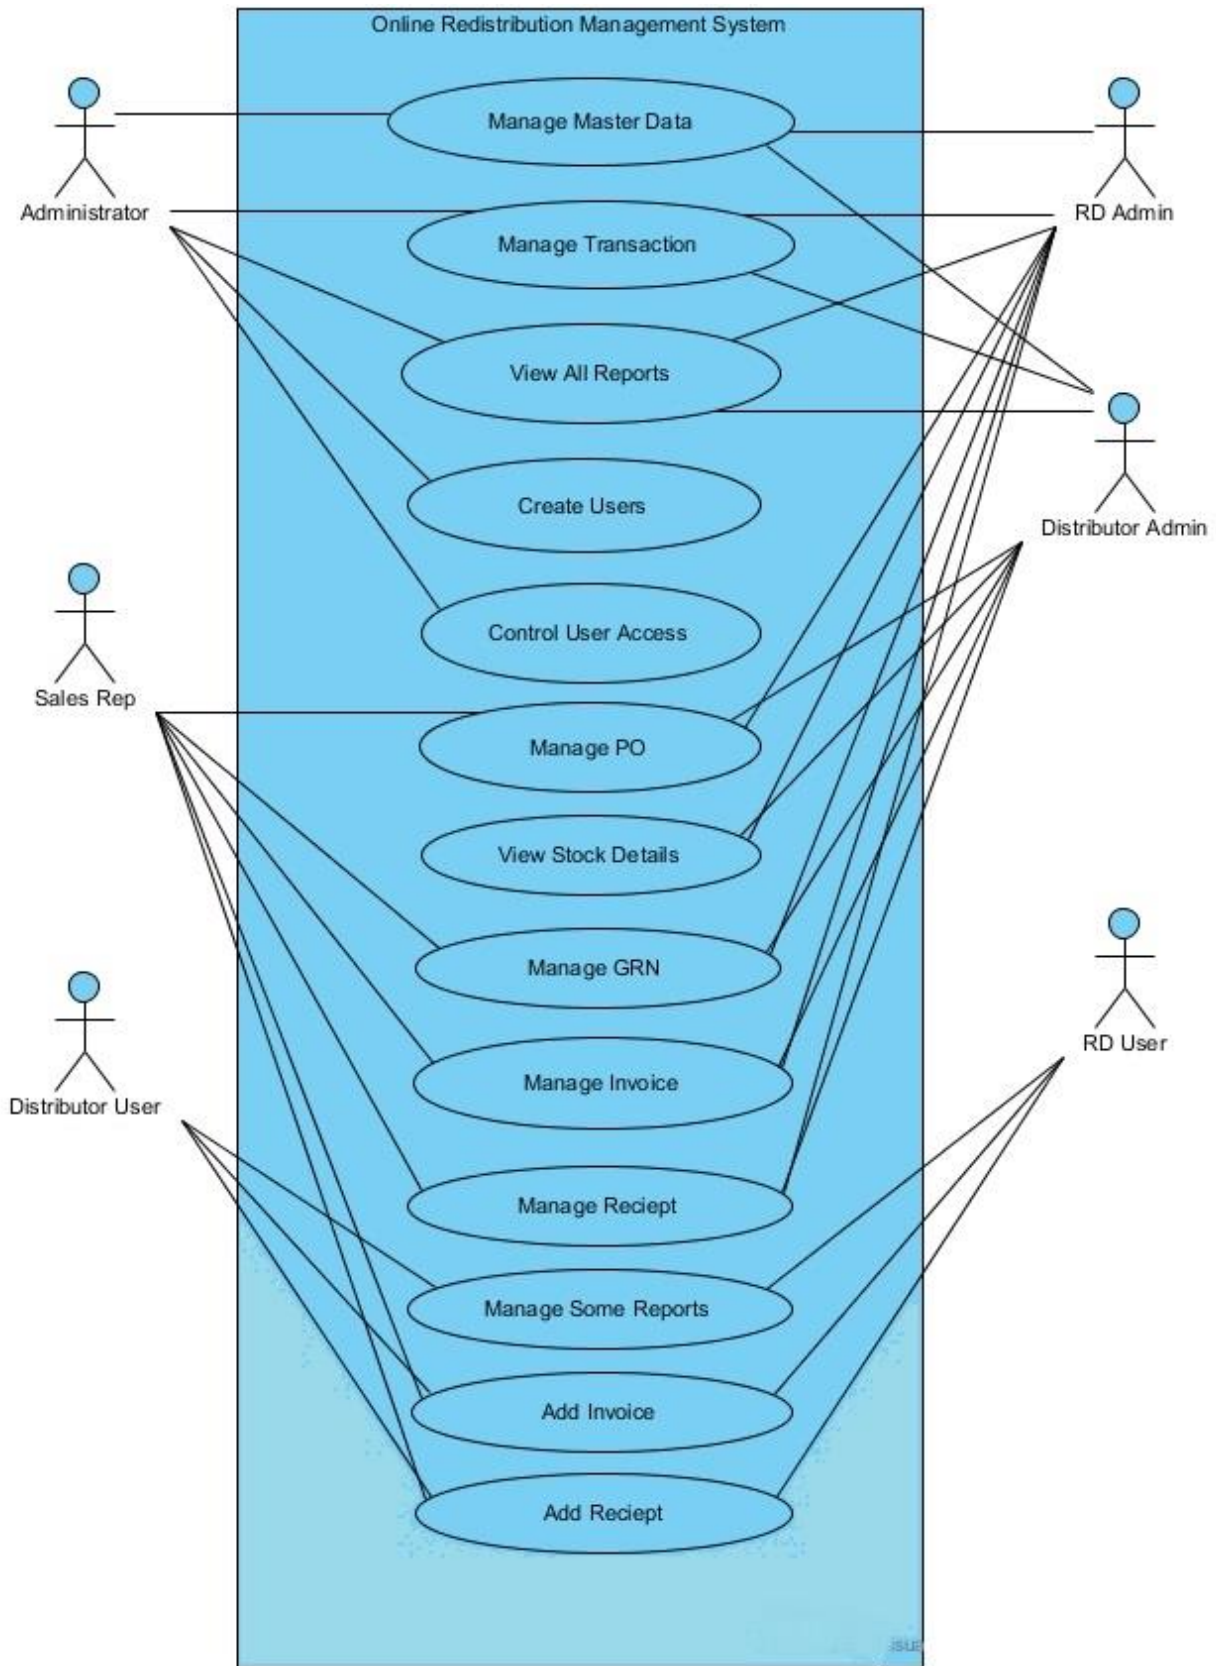 Online Redistribution Management System
Manage Master Data
Administrator
RD Admin
Manage Transaction
View All Reports
Create Users
Distributor Admin
Control User Access
Sales Rep
Manage PO
View Stock Details
Manage GRN
RD User
Manage Invoice
Distributor User
Manage Reciept
Manage Some Reports
Add Invoice
Add Reciept